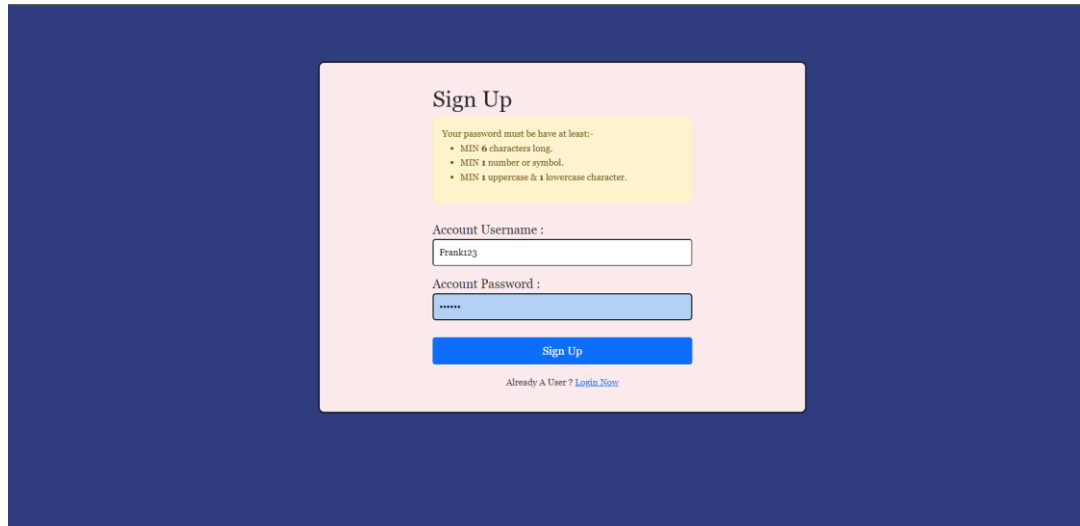 Sign Up
Your password must be have at least:-
• MIN 6 characters long.
• MIN 1 number or symbol.
• MIN 1 uppercase & 1 lowercase character.
Account Username :
Frank123
Account Password :
••••••
Sign Up
Already A User ? Login Now